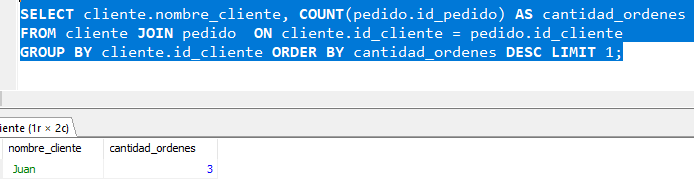 SELECT cliente.nombre_cliente, COUNT(pedido.id_pedido) AS cantidad_ordenes
FROM cliente JOIN pedido  ON cliente.id_cliente = pedido.id_cliente
GROUP BY cliente.id_cliente ORDER BY cantidad_ordenes DESC LIMIT 1;
iente (1r × 2c)
nombre_cliente cantidad_ordenes
Juan 3